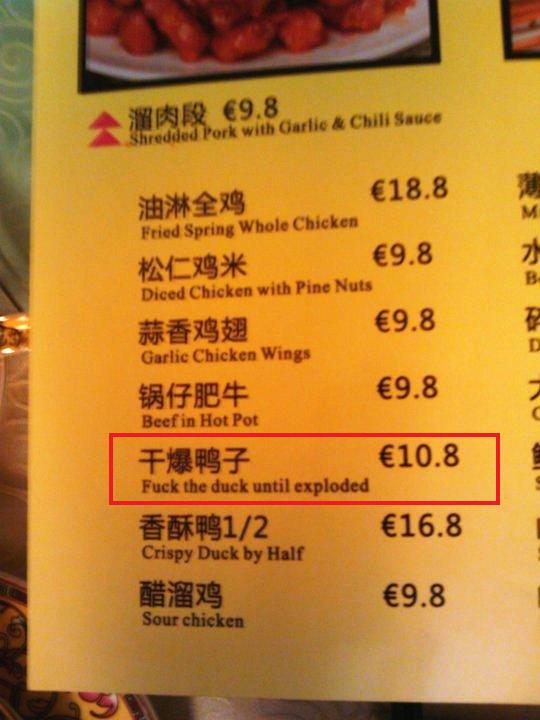 溜肉段 €9.8
Shredded Pork with Garlic & Chili Sauce
油淋全鸡 €18.8
Fried Spring Whole Chicken
松仁鸡米 €9.8
Diced Chicken with Pine Nuts
蒜香鸡翅 €9.8
Garlic Chicken Wings
锅仔肥牛 €9.8
Beef in Hot Pot
干爆鸭子 €10.8
Fuck the duck until exploded
香酥鸭1/2 €16.8
Crispy Duck by Half
醋溜鸡 €9.8
Sour chicken